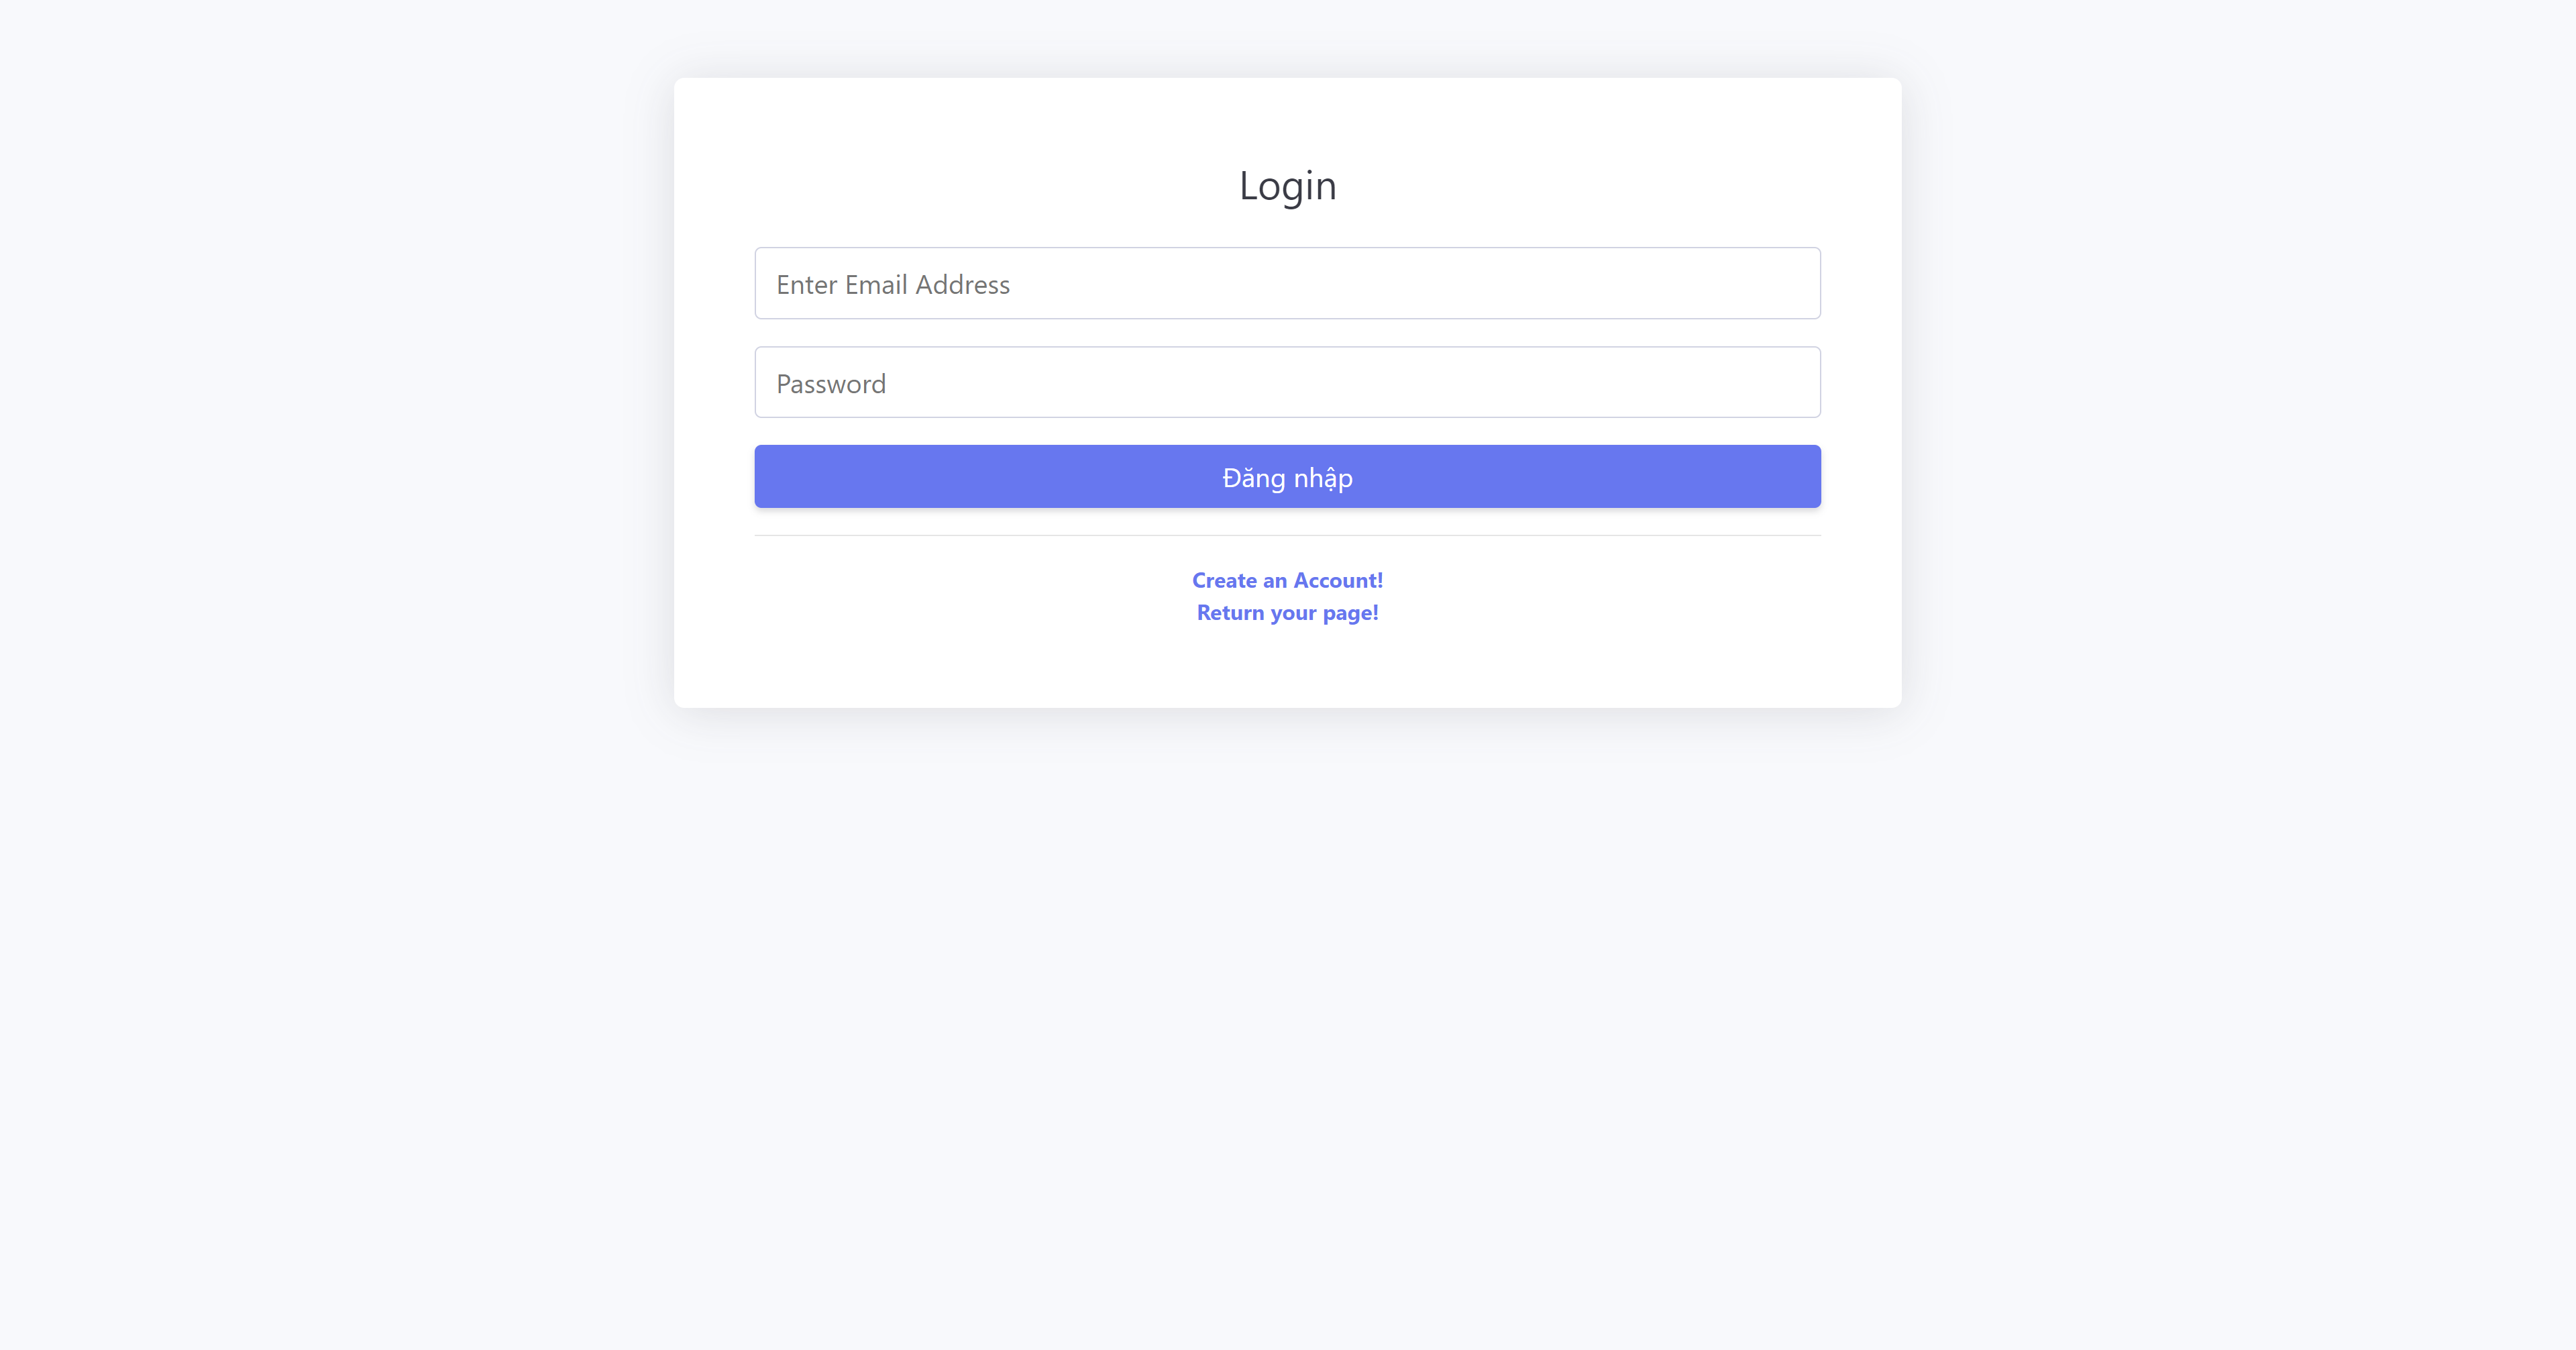 Login
Enter Email Address
Password
Đăng nhập
Create an Account!
Return your page!